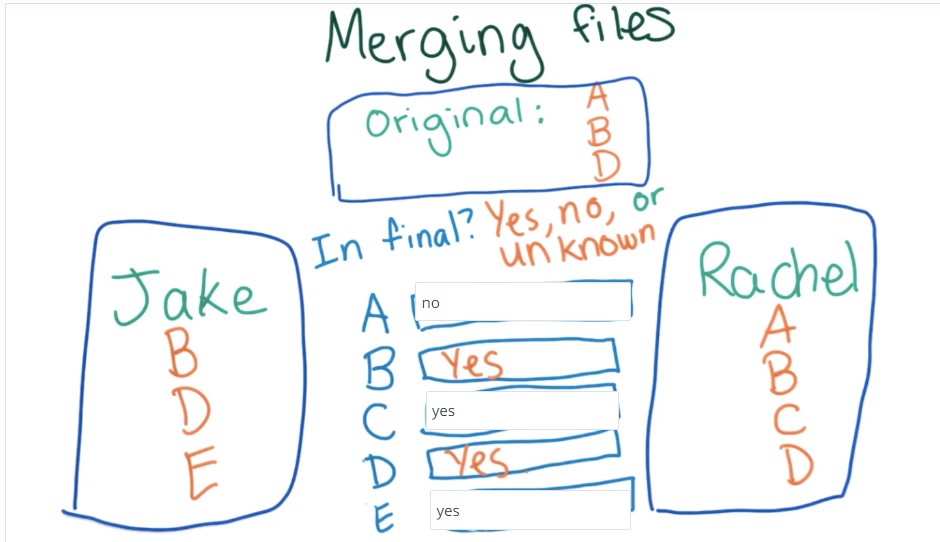 Merging files
Original: A
B
D
In final? Yes, no, or
unknown
Jake
B
D
E
A no
B Yes
C yes
D Yes
E yes
Rachel
A
B
C
D